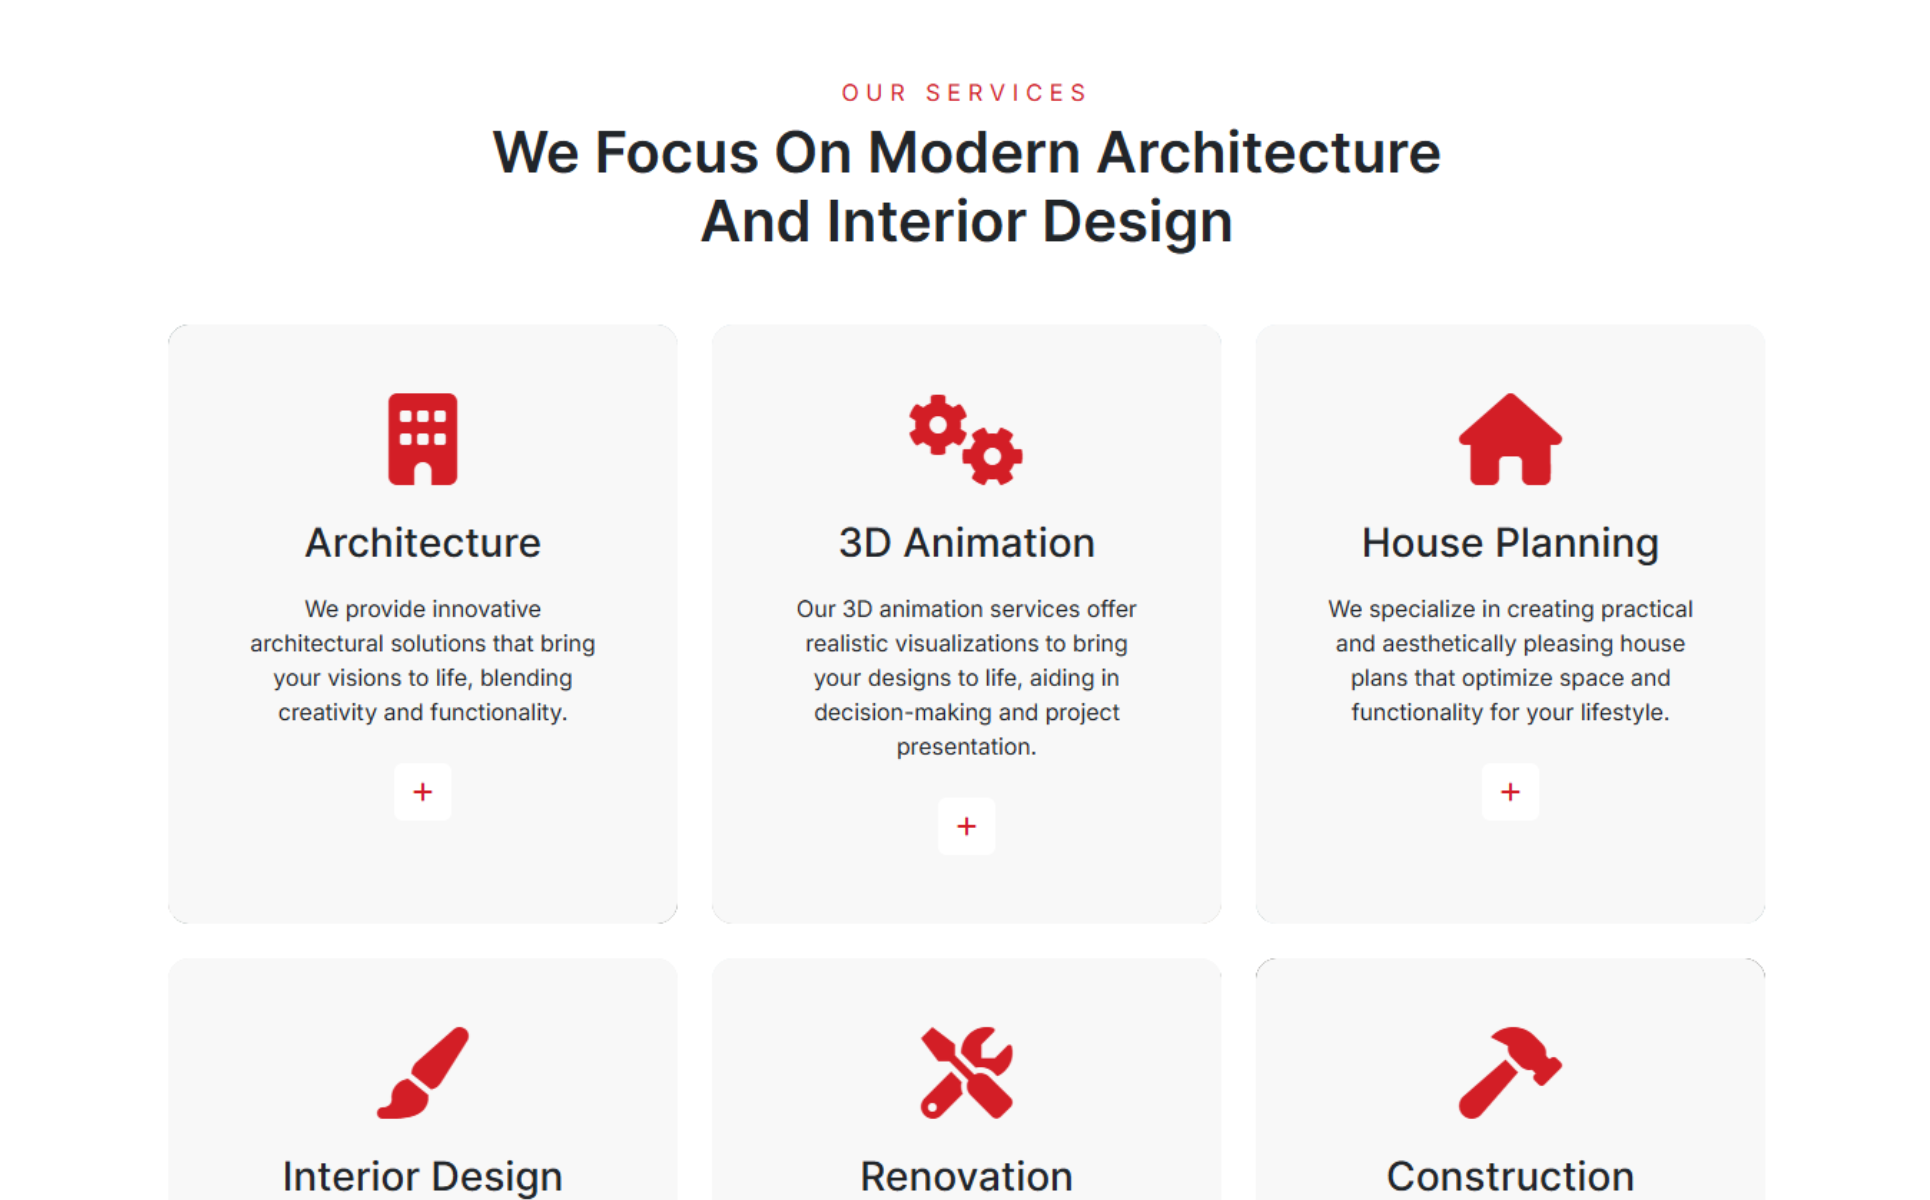 OUR SERVICES
We Focus On Modern Architecture
And Interior Design
Architecture
We provide innovative
architectural solutions that bring
your visions to life, blending
creativity and functionality.
+
3D Animation
Our 3D animation services offer
realistic visualizations to bring
your designs to life, aiding in
decision-making and project
presentation.
+
House Planning
We specialize in creating practical
and aesthetically pleasing house
plans that optimize space and
functionality for your lifestyle.
+
Interior Design
Renovation
Construction